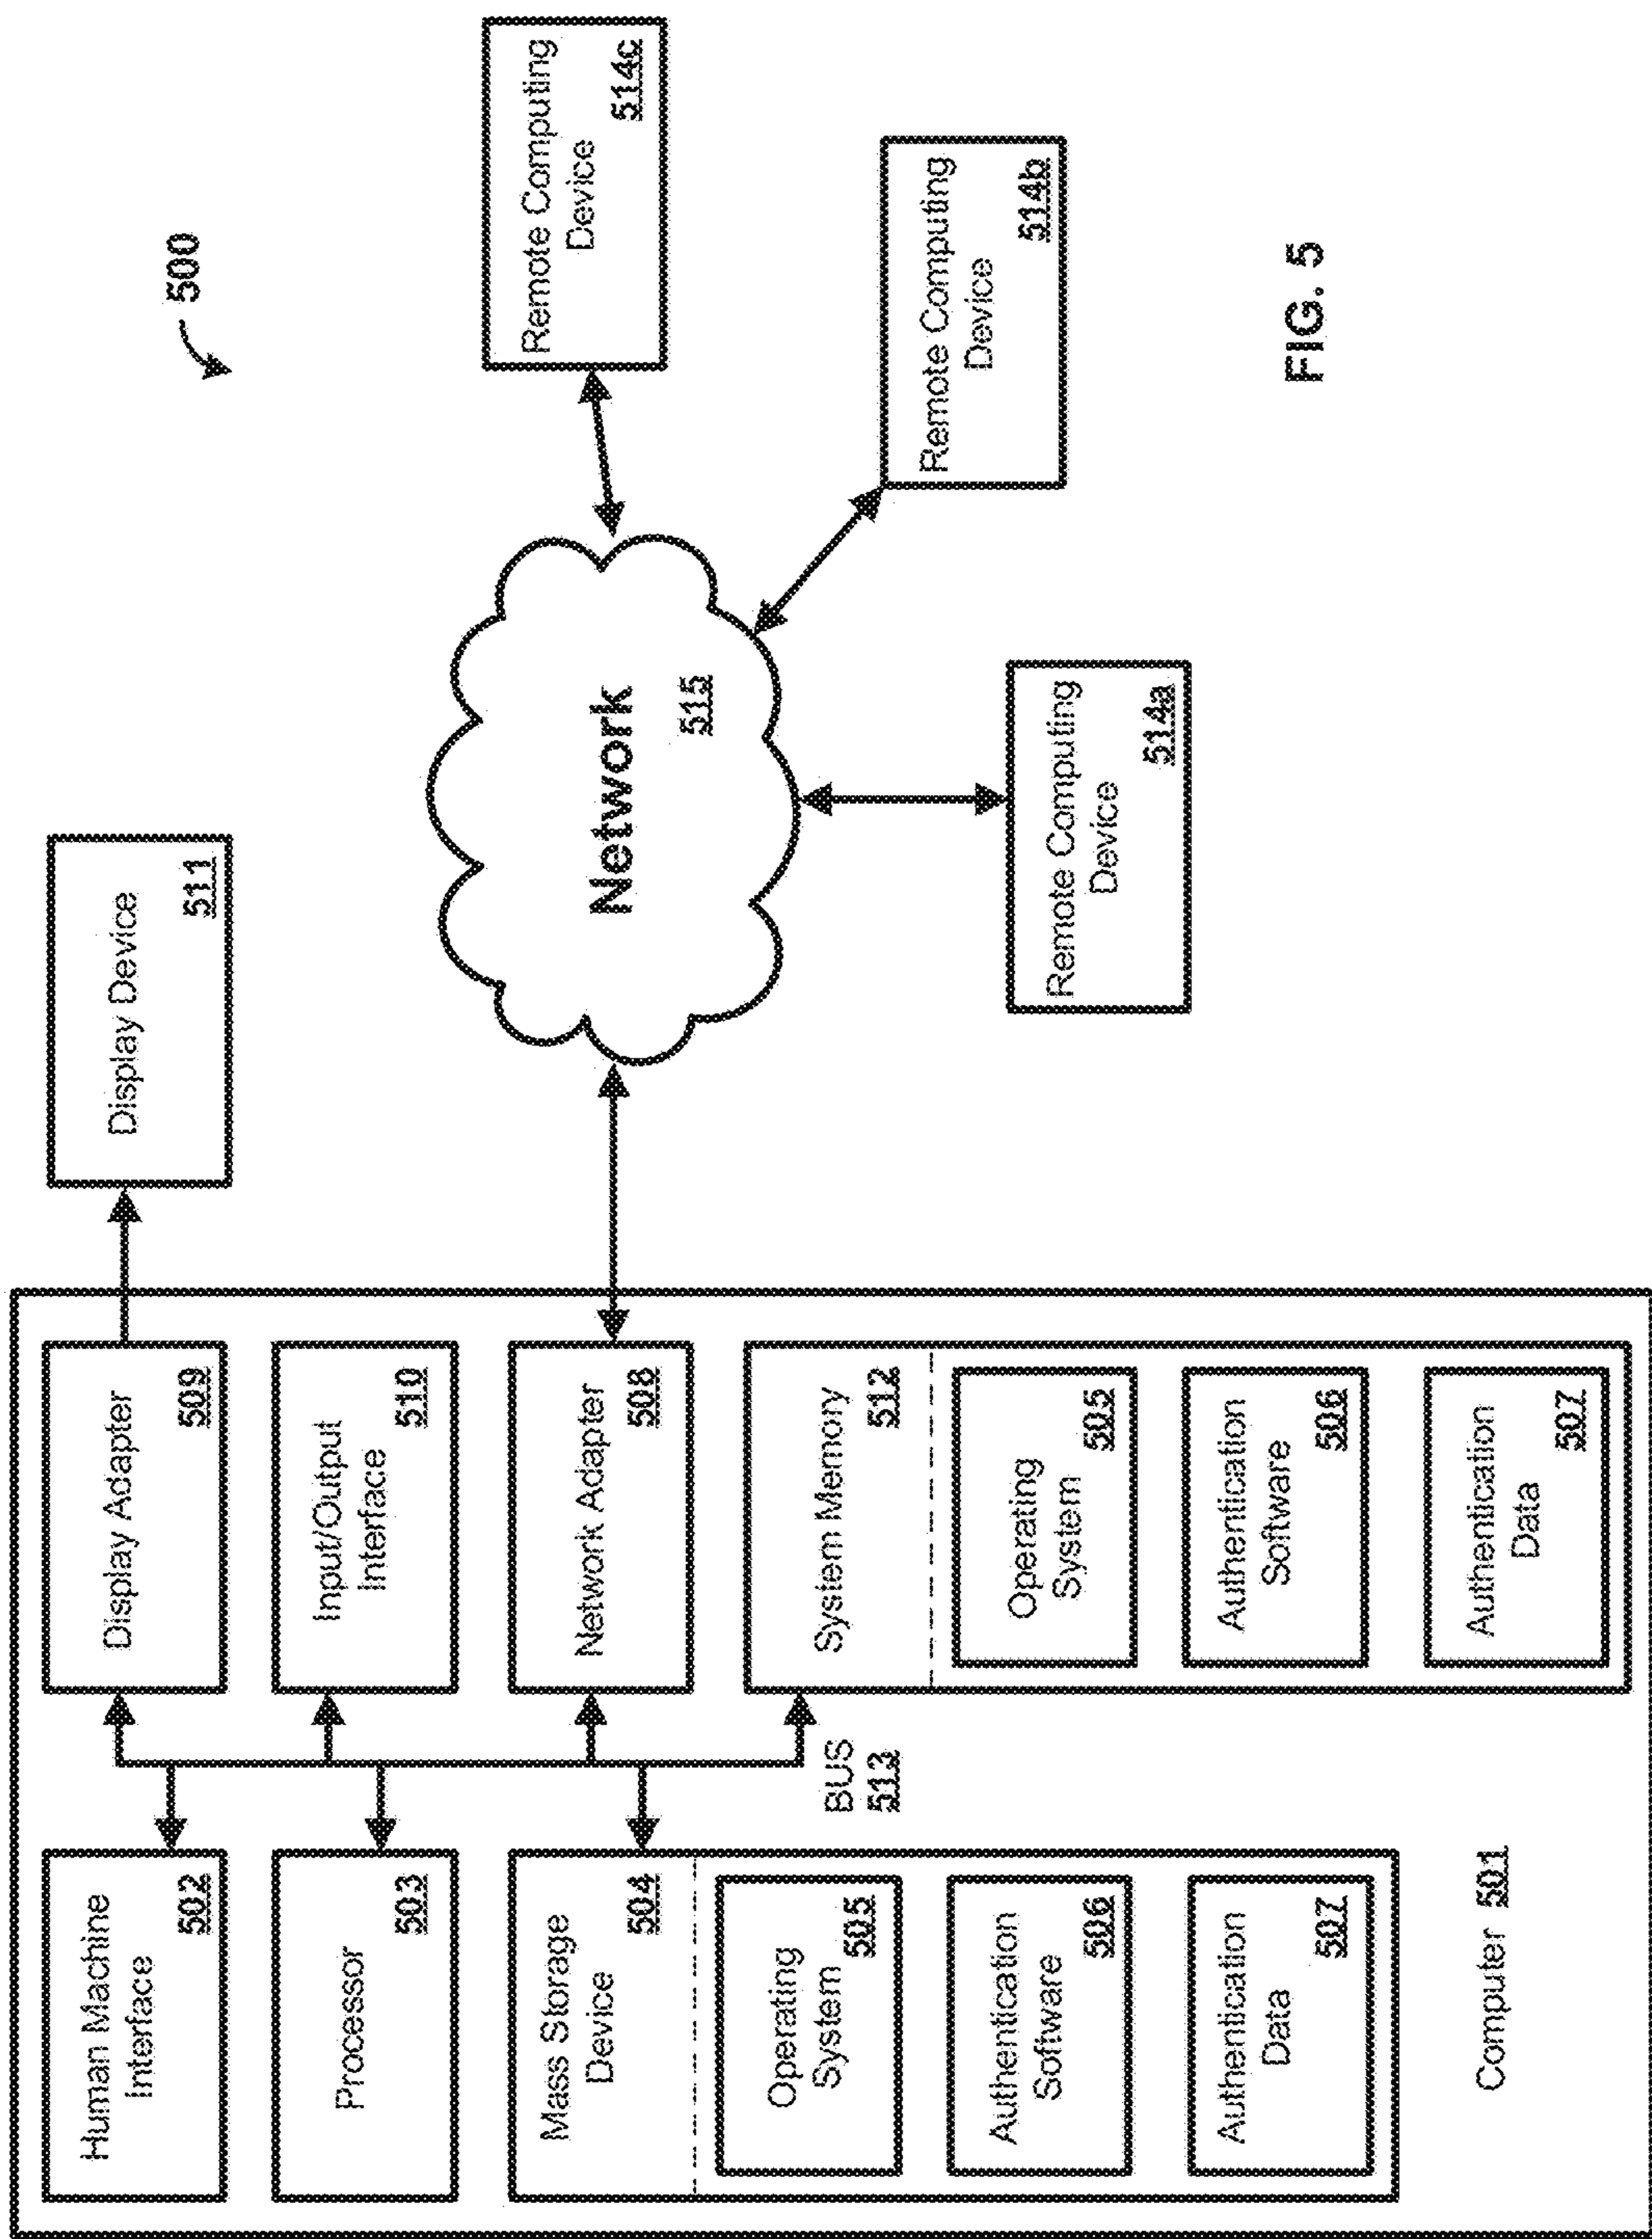 500
Human Machine
Interface
502
Processor
503
Mass Storage
Device
504
Operating
System
505
Authentication
Software
506
Authentication
Data
507
Computer 501
BUS
513
Display Adapter
509
Input/Output
Interface
510
Network Adapter
508
System Memory
512
Operating
System
505
Authentication
Software
506
Authentication
Data
507
Display Device
511
Network
515
Remote Computing
Device
514a
Remote Computing
Device
514b
Remote Computing
Device
514c
FIG. 5